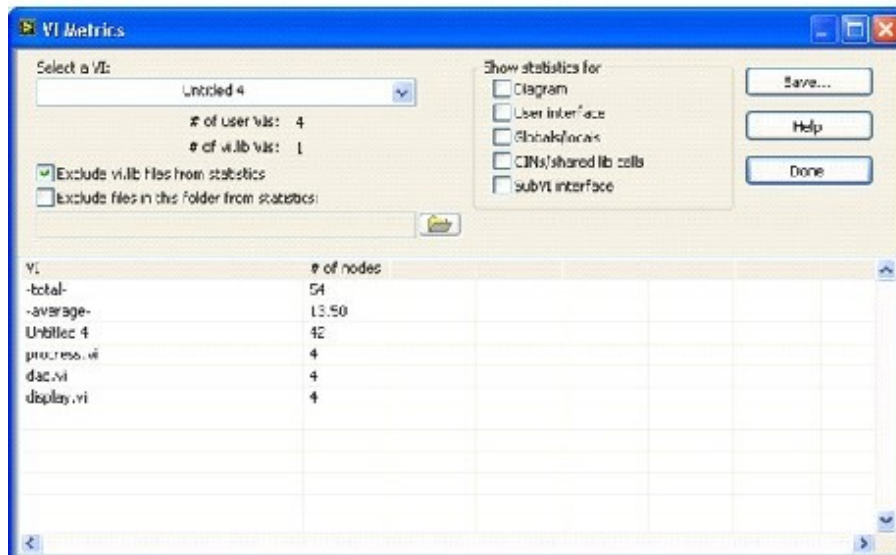 VI Metrics
Select a VI:
Untitled 4
# of user VIs: 4
# of vi.lib VIs: 1
Exclude vi.lib files from statistics
Exclude files in this folder from statistics:
Show statistics for
Diagram
User interface
Globals/locals
CINs/shared lib calls
SubVI interface
Save...
Help
Done
VI # of nodes
-total- 54
-average- 13.50
Untitled 4 42
process.vi 4
daq.vi 4
display.vi 4